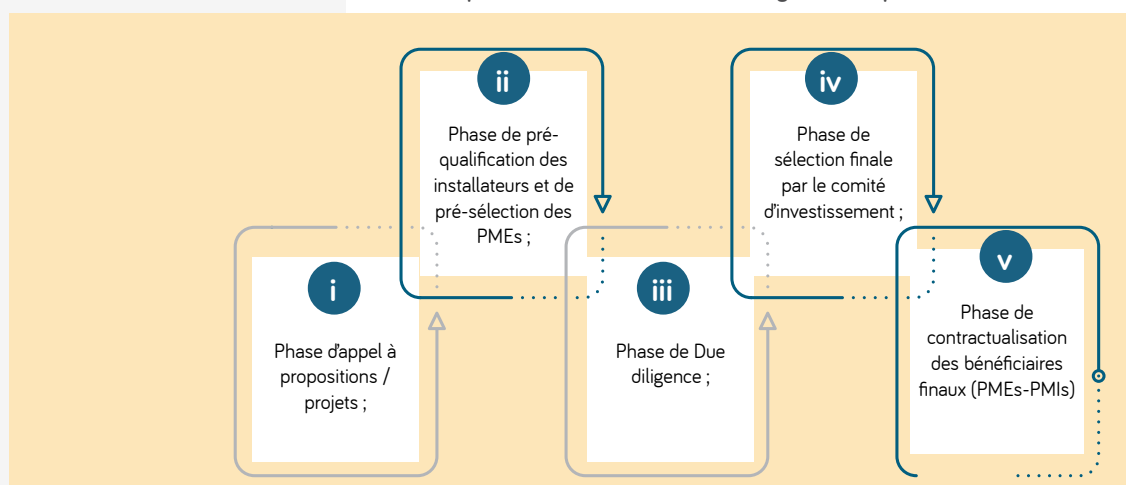 i
Phase d'appel à
propositions /
projets ;
ii
Phase de pré-
qualification des
installateurs et de
pré-sélection des
PMEs ;
iii
Phase de Due
diligence ;
iv
Phase de
sélection finale
par le comité
d'investissement ;
v
Phase de
contractualisation
des bénéficiaires
finaux (PMEs-PMIs)